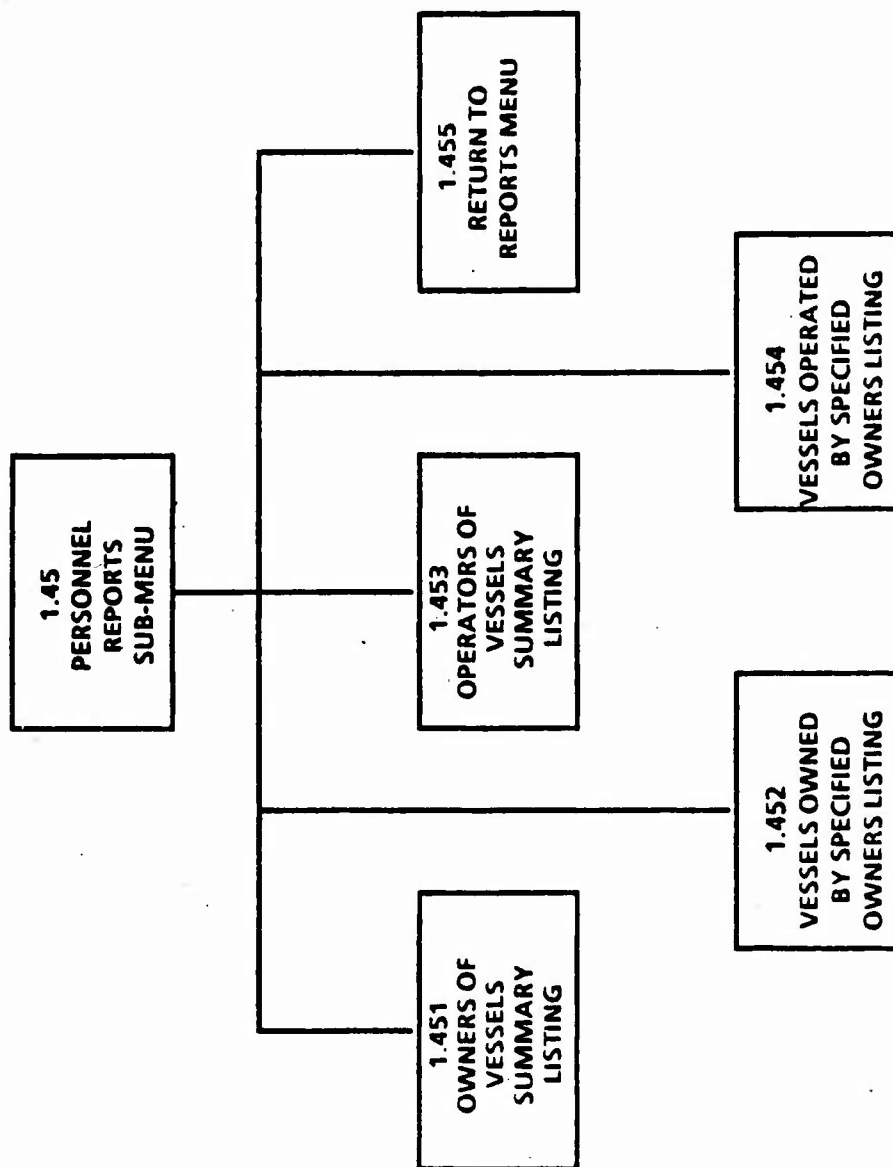 1.45
PERSONNEL
REPORTS
SUB-MENU
1.451
OWNERS OF
VESSELS
SUMMARY
LISTING
1.452
VESSELS OWNED
BY SPECIFIED
OWNERS LISTING
1.453
OPERATORS OF
VESSELS
SUMMARY
LISTING
1.454
VESSELS OPERATED
BY SPECIFIED
OWNERS LISTING
1.455
RETURN TO
REPORTS MENU